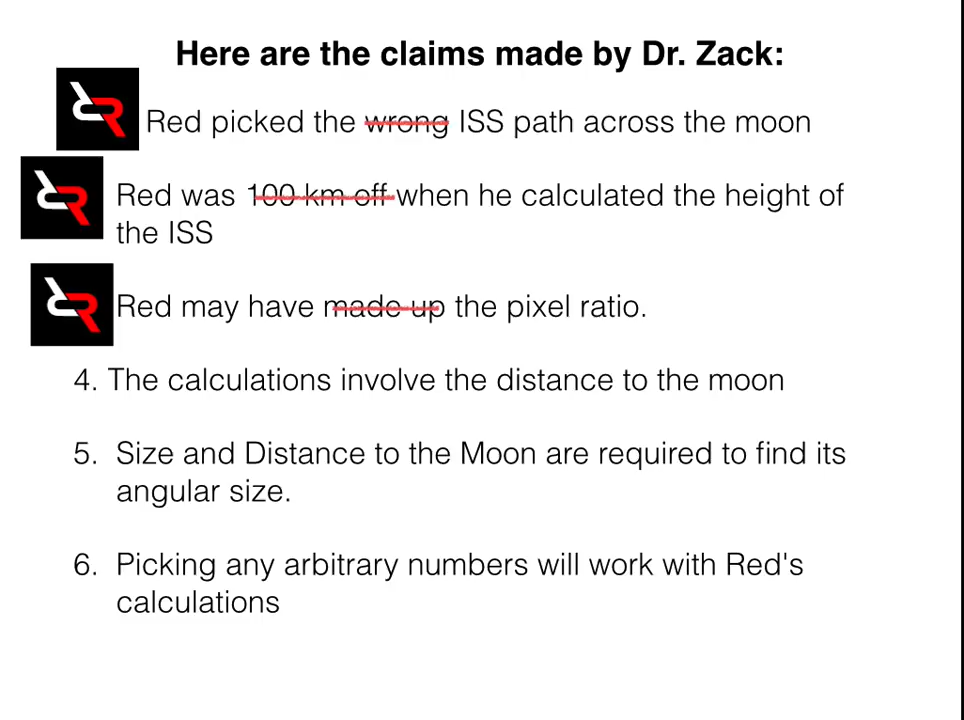 Here are the claims made by Dr. Zack:
Red picked the wrong ISS path across the moon
Red was 100 km off when he calculated the height of
the ISS
Red may have made up the pixel ratio.
4. The calculations involve the distance to the moon
5. Size and Distance to the Moon are required to find its
angular size.
6. Picking any arbitrary numbers will work with Red's
calculations